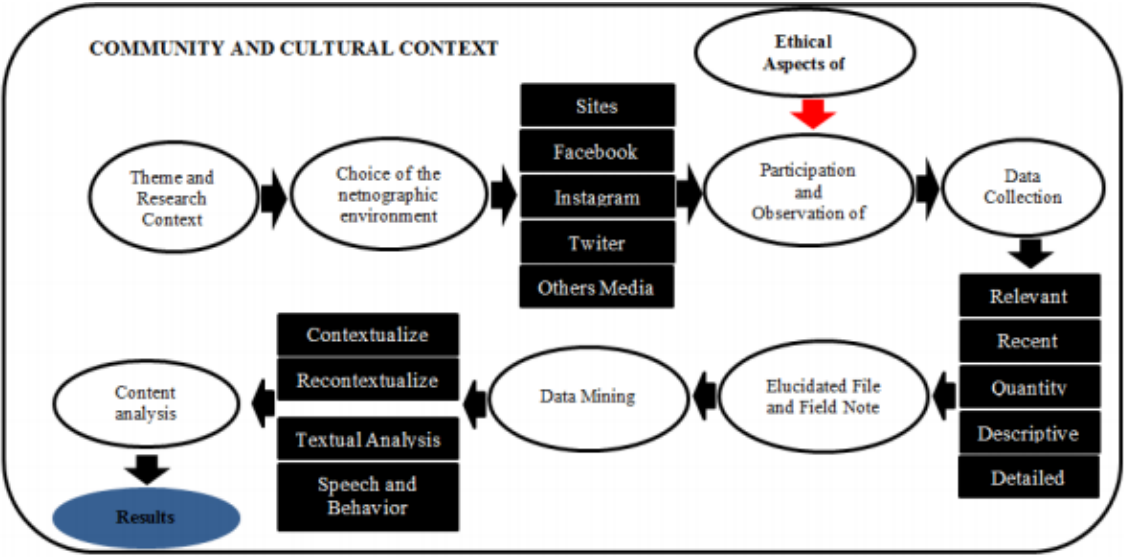 COMMUNITY AND CULTURAL CONTEXT
Ethical
Aspects of
Theme and
Research
Context
Choice of the
netnographic
environment
Sites
Facebook
Instagram
Twiter
Others Media
Participation
and
Observation of
Data
Collection
Relevant
Recent
Quantity
Descriptive
Detailed
Elucidated File
and Field Note
Data Mining
Contextualize
Recontextualize
Textual Analysis
Speech and
Behavior
Content
analysis
Results